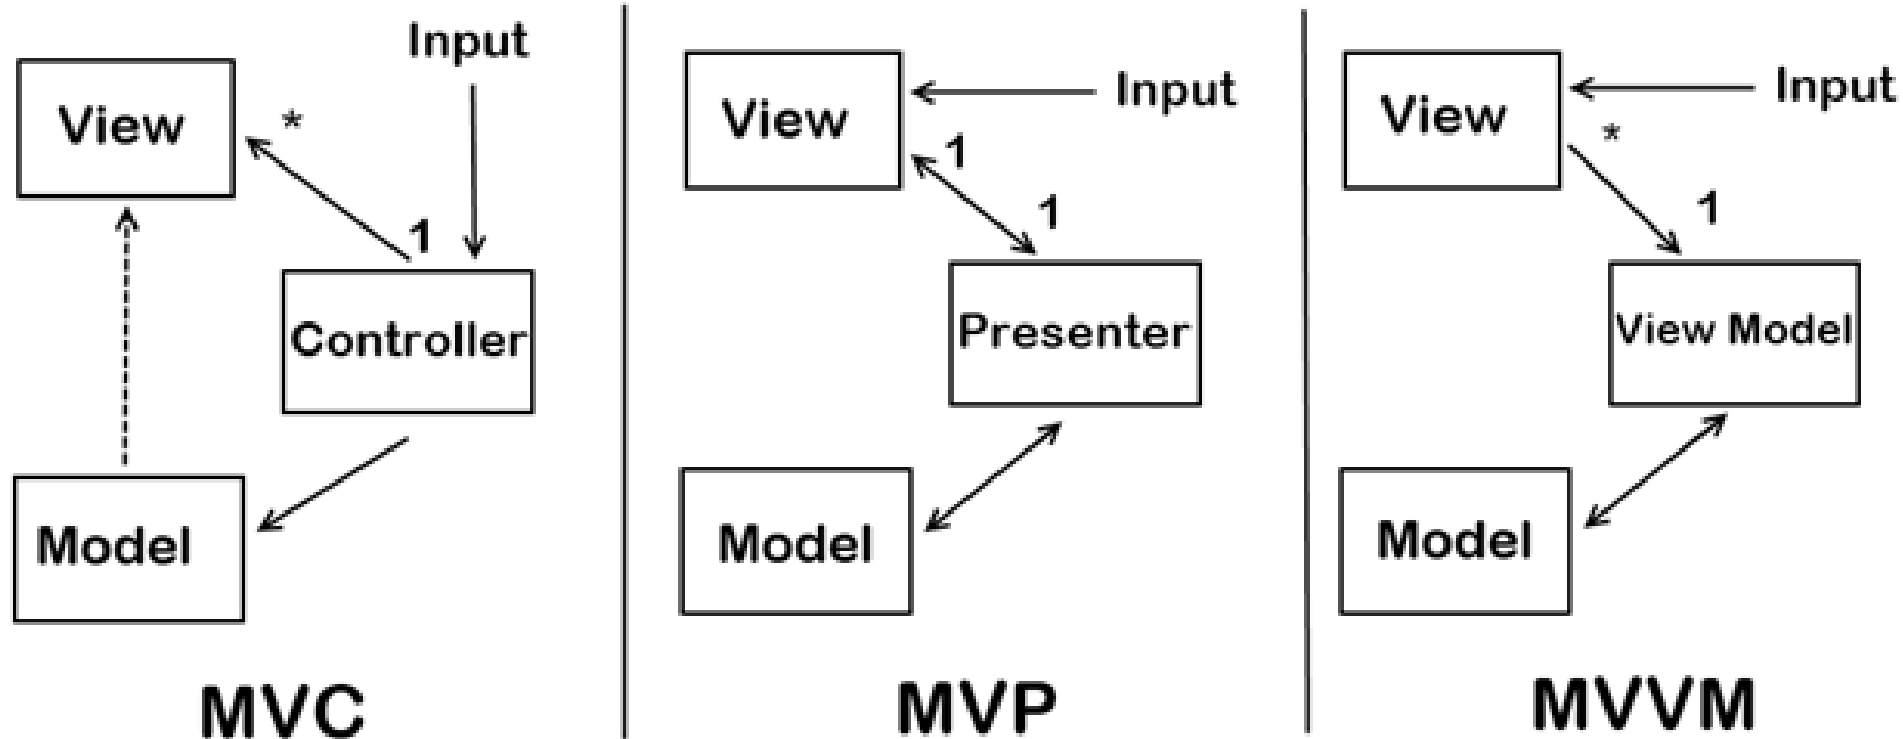 Input
View
*
1
Controller
Model
MVC
View
Input
1
1
Presenter
Model
MVP
View
Input
*
1
View Model
Model
MVVM